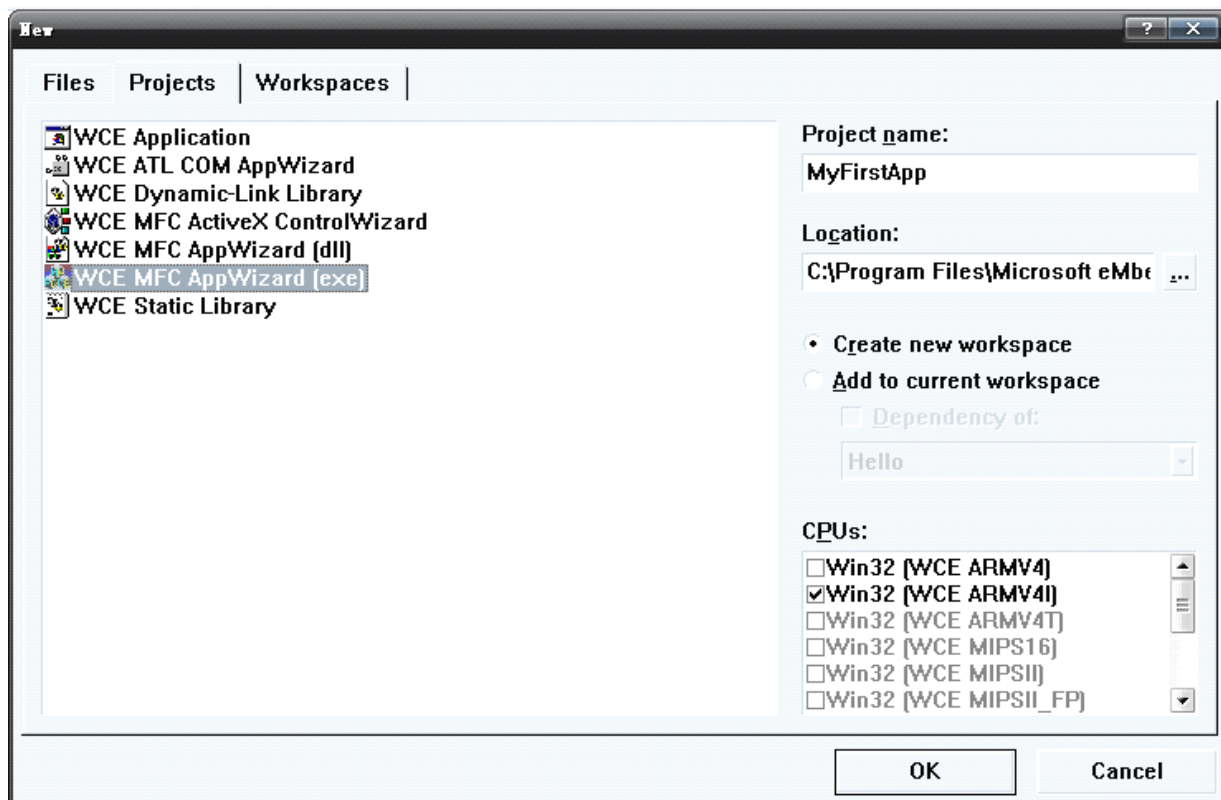 New
Files Projects Workspaces
WCE Application
WCE ATL COM AppWizard
WCE Dynamic-Link Library
WCE MFC ActiveX ControlWizard
WCE MFC AppWizard (dll)
WCE MFC AppWizard (exe)
WCE Static Library
Project name:
MyFirstApp
Location:
C:\Program Files\Microsoft eMbe
...
Create new workspace
Add to current workspace
Dependency of:
Hello
CPUs:
Win32 (WCE ARMV4)
Win32 (WCE ARMV4I)
Win32 (WCE ARMV4T)
Win32 (WCE MIPS16)
Win32 (WCE MIPSII)
Win32 (WCE MIPSII_FP)
OK Cancel